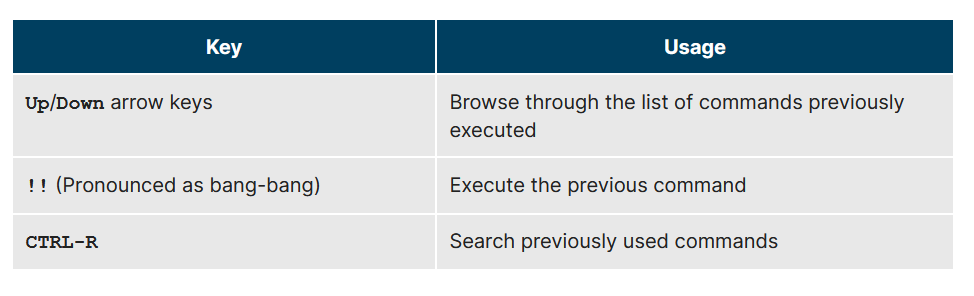 Key Usage
Up/Down arrow keys Browse through the list of commands previously
executed
!! (Pronounced as bang-bang) Execute the previous command
CTRL-R Search previously used commands